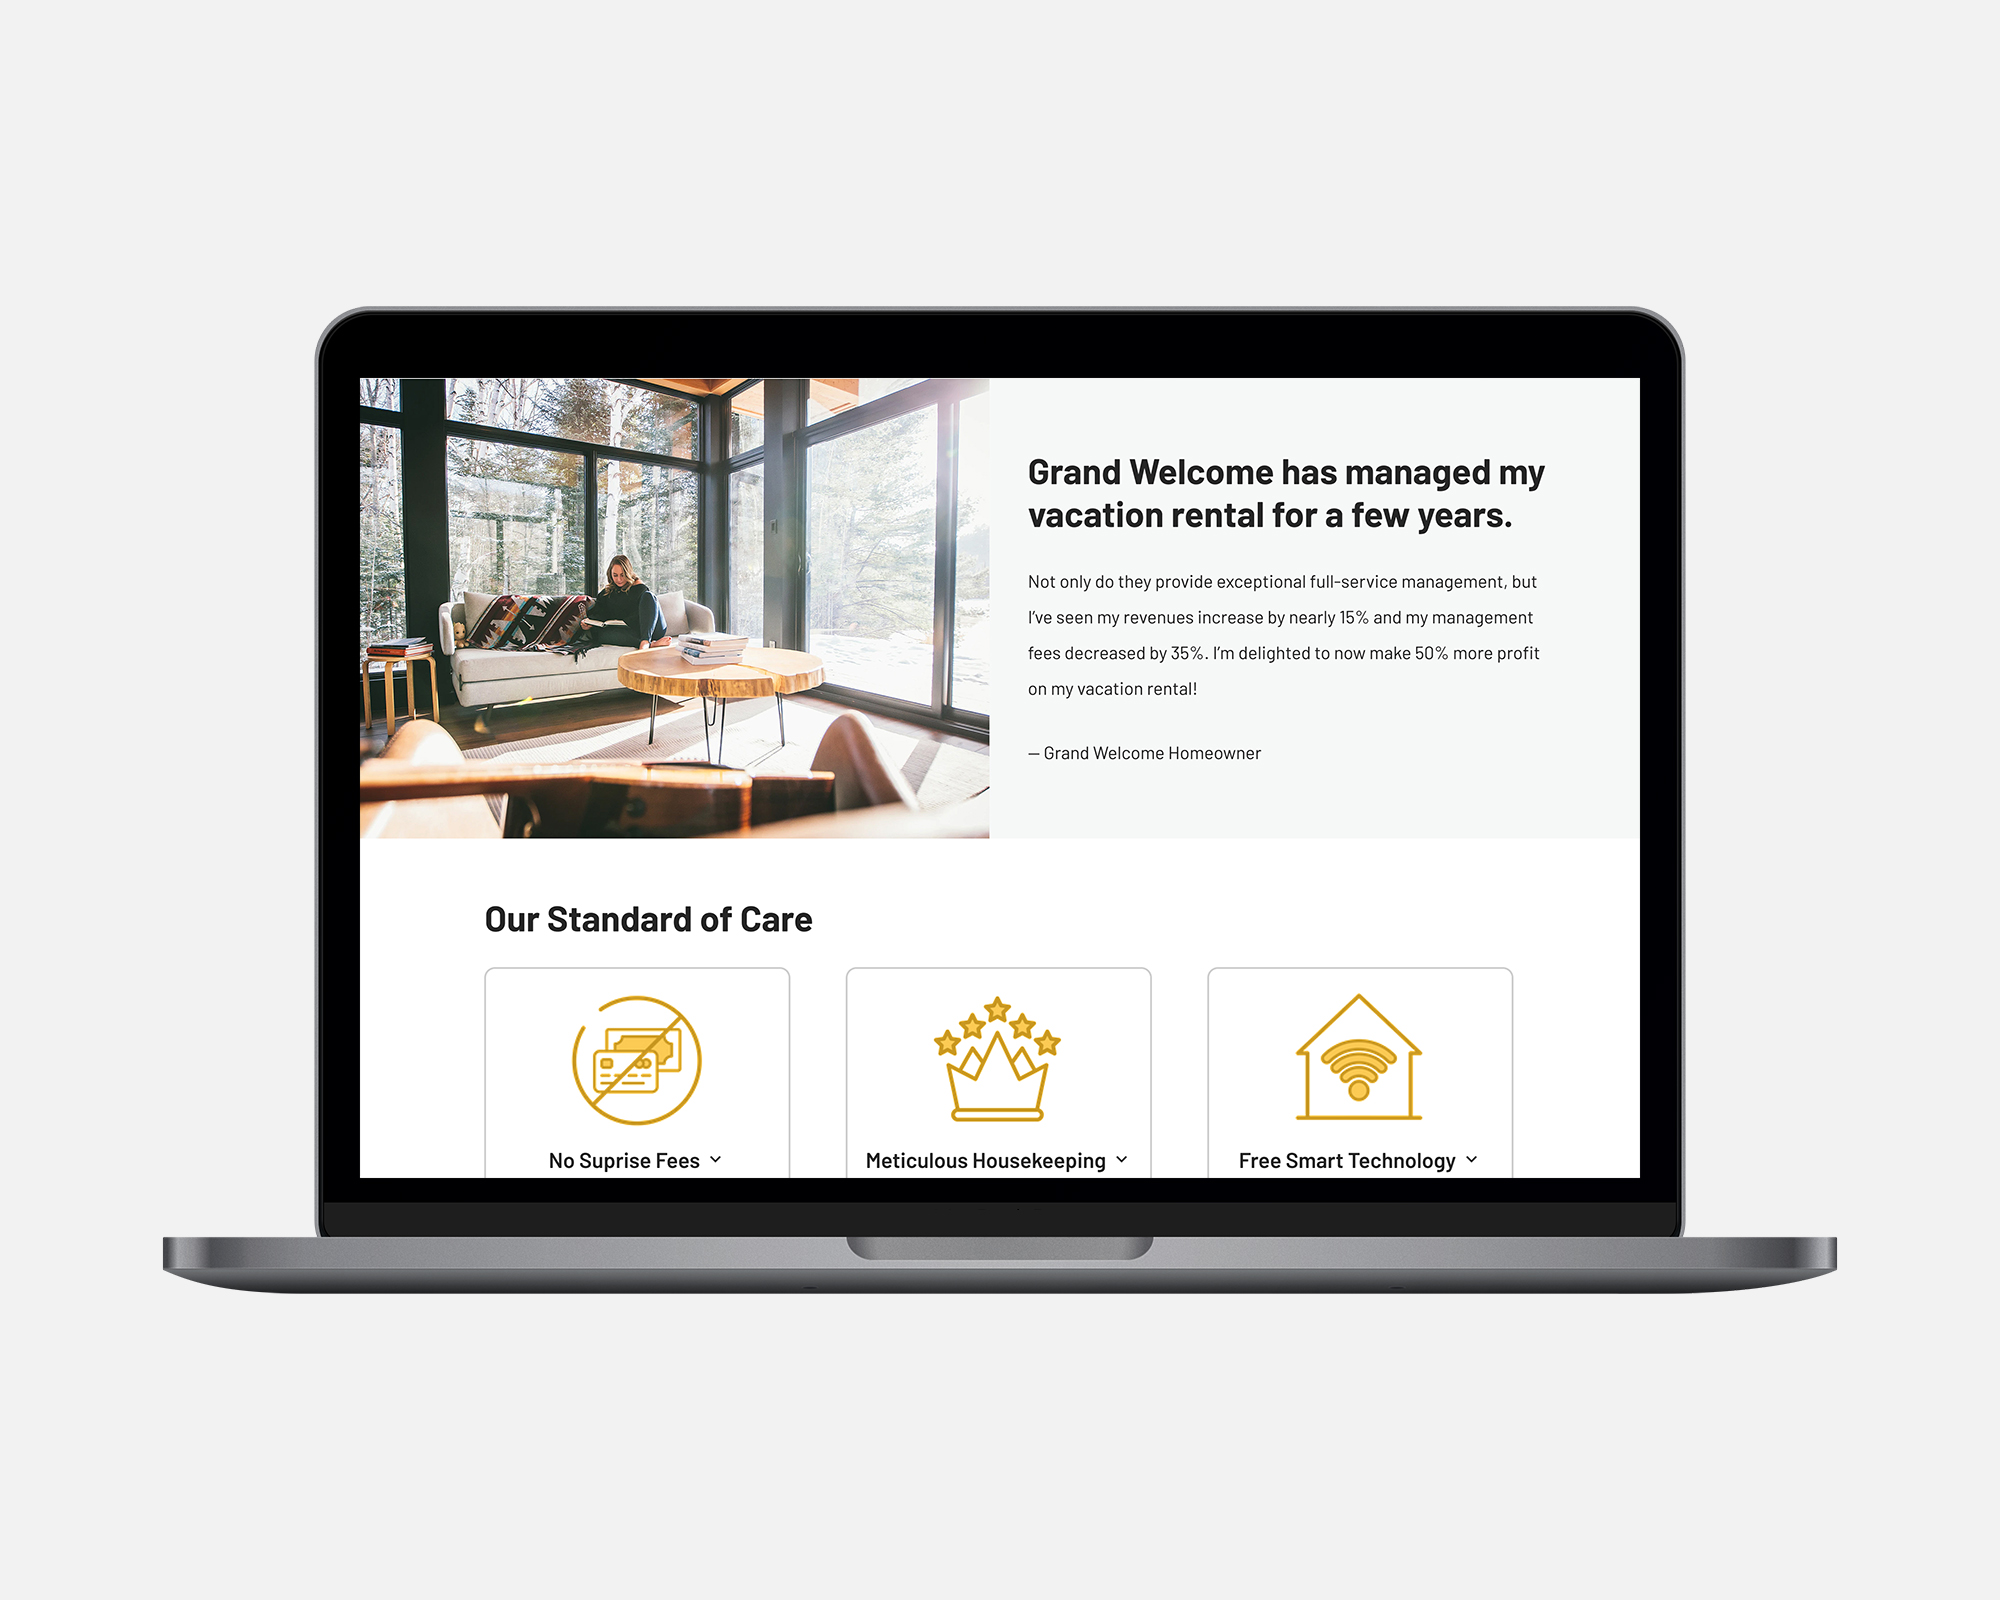 Grand Welcome has managed my
vacation rental for a few years.
Not only do they provide exceptional full-service management, but
I've seen my revenues increase by nearly 15% and my management
fees decreased by 35%. I'm delighted to now make 50% more profit
on my vacation rental!
— Grand Welcome Homeowner
Our Standard of Care
No Suprise Fees
Meticulous Housekeeping
Free Smart Technology